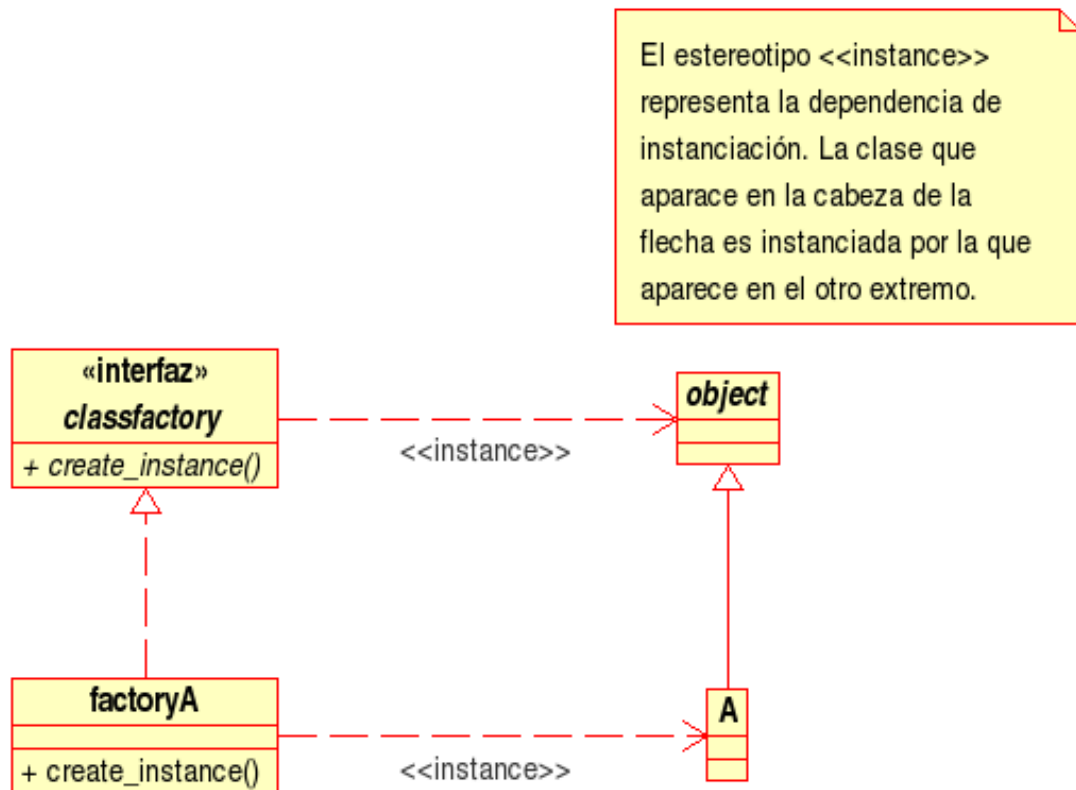 El estereotipo <<instance>>
representa la dependencia de
instanciación. La clase que
aparace en la cabeza de la
flecha es instanciada por la que
aparece en el otro extremo.
«interfaz»
classfactory
+ create_instance()
<<instance>>
object
factoryA
+ create_instance()
<<instance>>
A